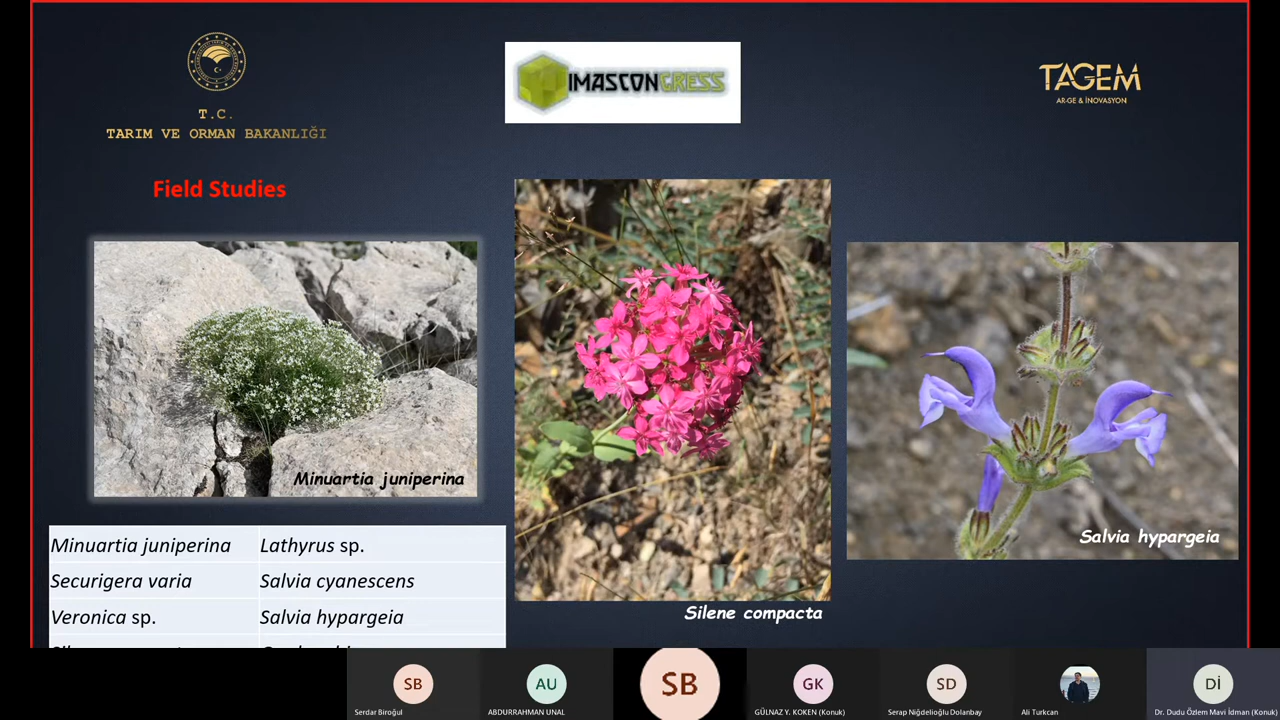 T.C.
TARIM VE ORMAN BAKANLIĞI
IMASCONGRESS
TAGEM
AR-GE & İNOVASYON
Field Studies
Minuartia juniperina
Silene compacta
Salvia hypargeia
Minuartia juniperina Lathyrus sp.
Securigera varia Salvia cyanescens
Veronica sp. Salvia hypargeia
SB
AU
SB
GK
SD
Dİ
Serdar Biroğul
ABDURRAHMAN UNAL
GÜLNAZ Y. KOKEN (Konuk)
Serap Niğdelioğlu Dolanbay
Ali Turkcan
Dr. Dudu Özlem Mavi İdman (Konuk)